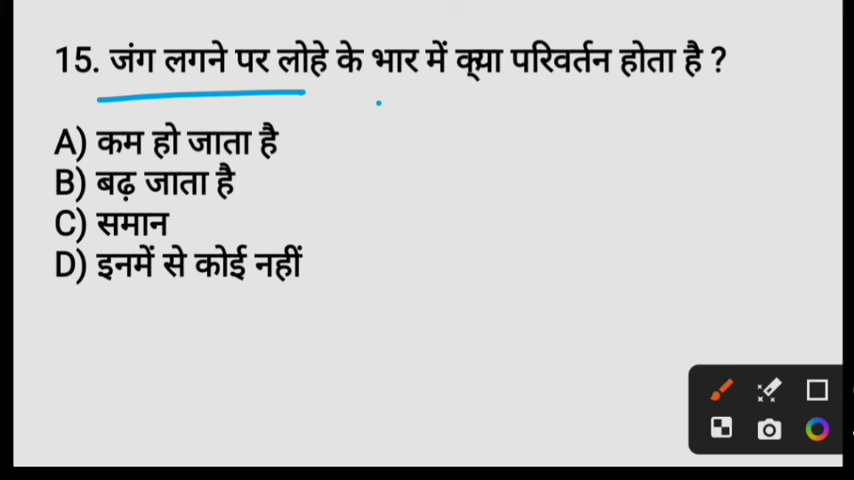 15. जंग लगने पर लोहे के भार में क्या परिवर्तन होता है ?
A) कम हो जाता है
B) बढ़ जाता है
C) समान
D) इनमें से कोई नहीं